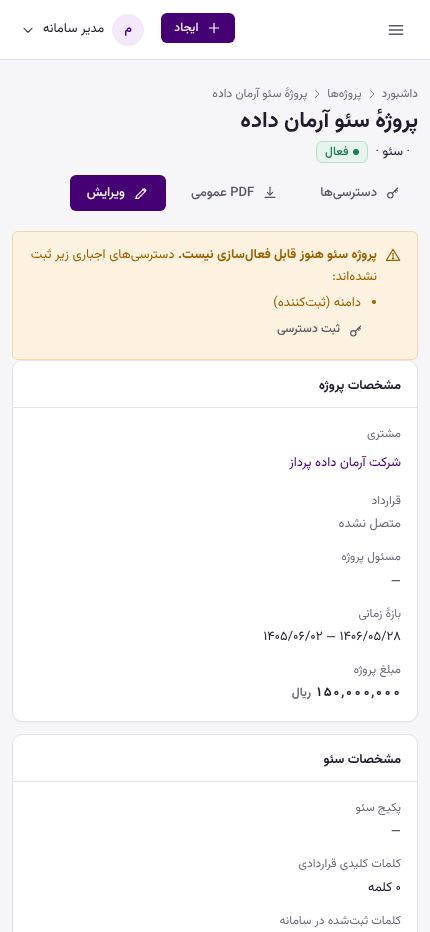 ایجاد
م
مدیر سامانه
داشبورد > پروژه‌ها > پروژهٔ سئو آرمان داده
پروژهٔ سئو آرمان داده
· سئو · فعال
دسترسی‌ها
PDF عمومی
ویرایش
پروژه سئو هنوز قابل فعال‌سازی نیست. دسترسی‌های اجباری زیر ثبت
نشده‌اند:
• دامنه (ثبت‌کننده)
ثبت دسترسی
مشخصات پروژه
مشتری
شرکت آرمان داده پرداز
قرارداد
متصل نشده
مسئول پروژه
—
بازهٔ زمانی
۱۴۰۶/۰۵/۲۸ — ۱۴۰۵/۰۶/۰۲
مبلغ پروژه
۱۵۰,۰۰۰,۰۰۰ ریال
مشخصات سئو
پکیج سئو
—
کلمات کلیدی قراردادی
۰ کلمه
کلمات ثبت‌شده در سامانه